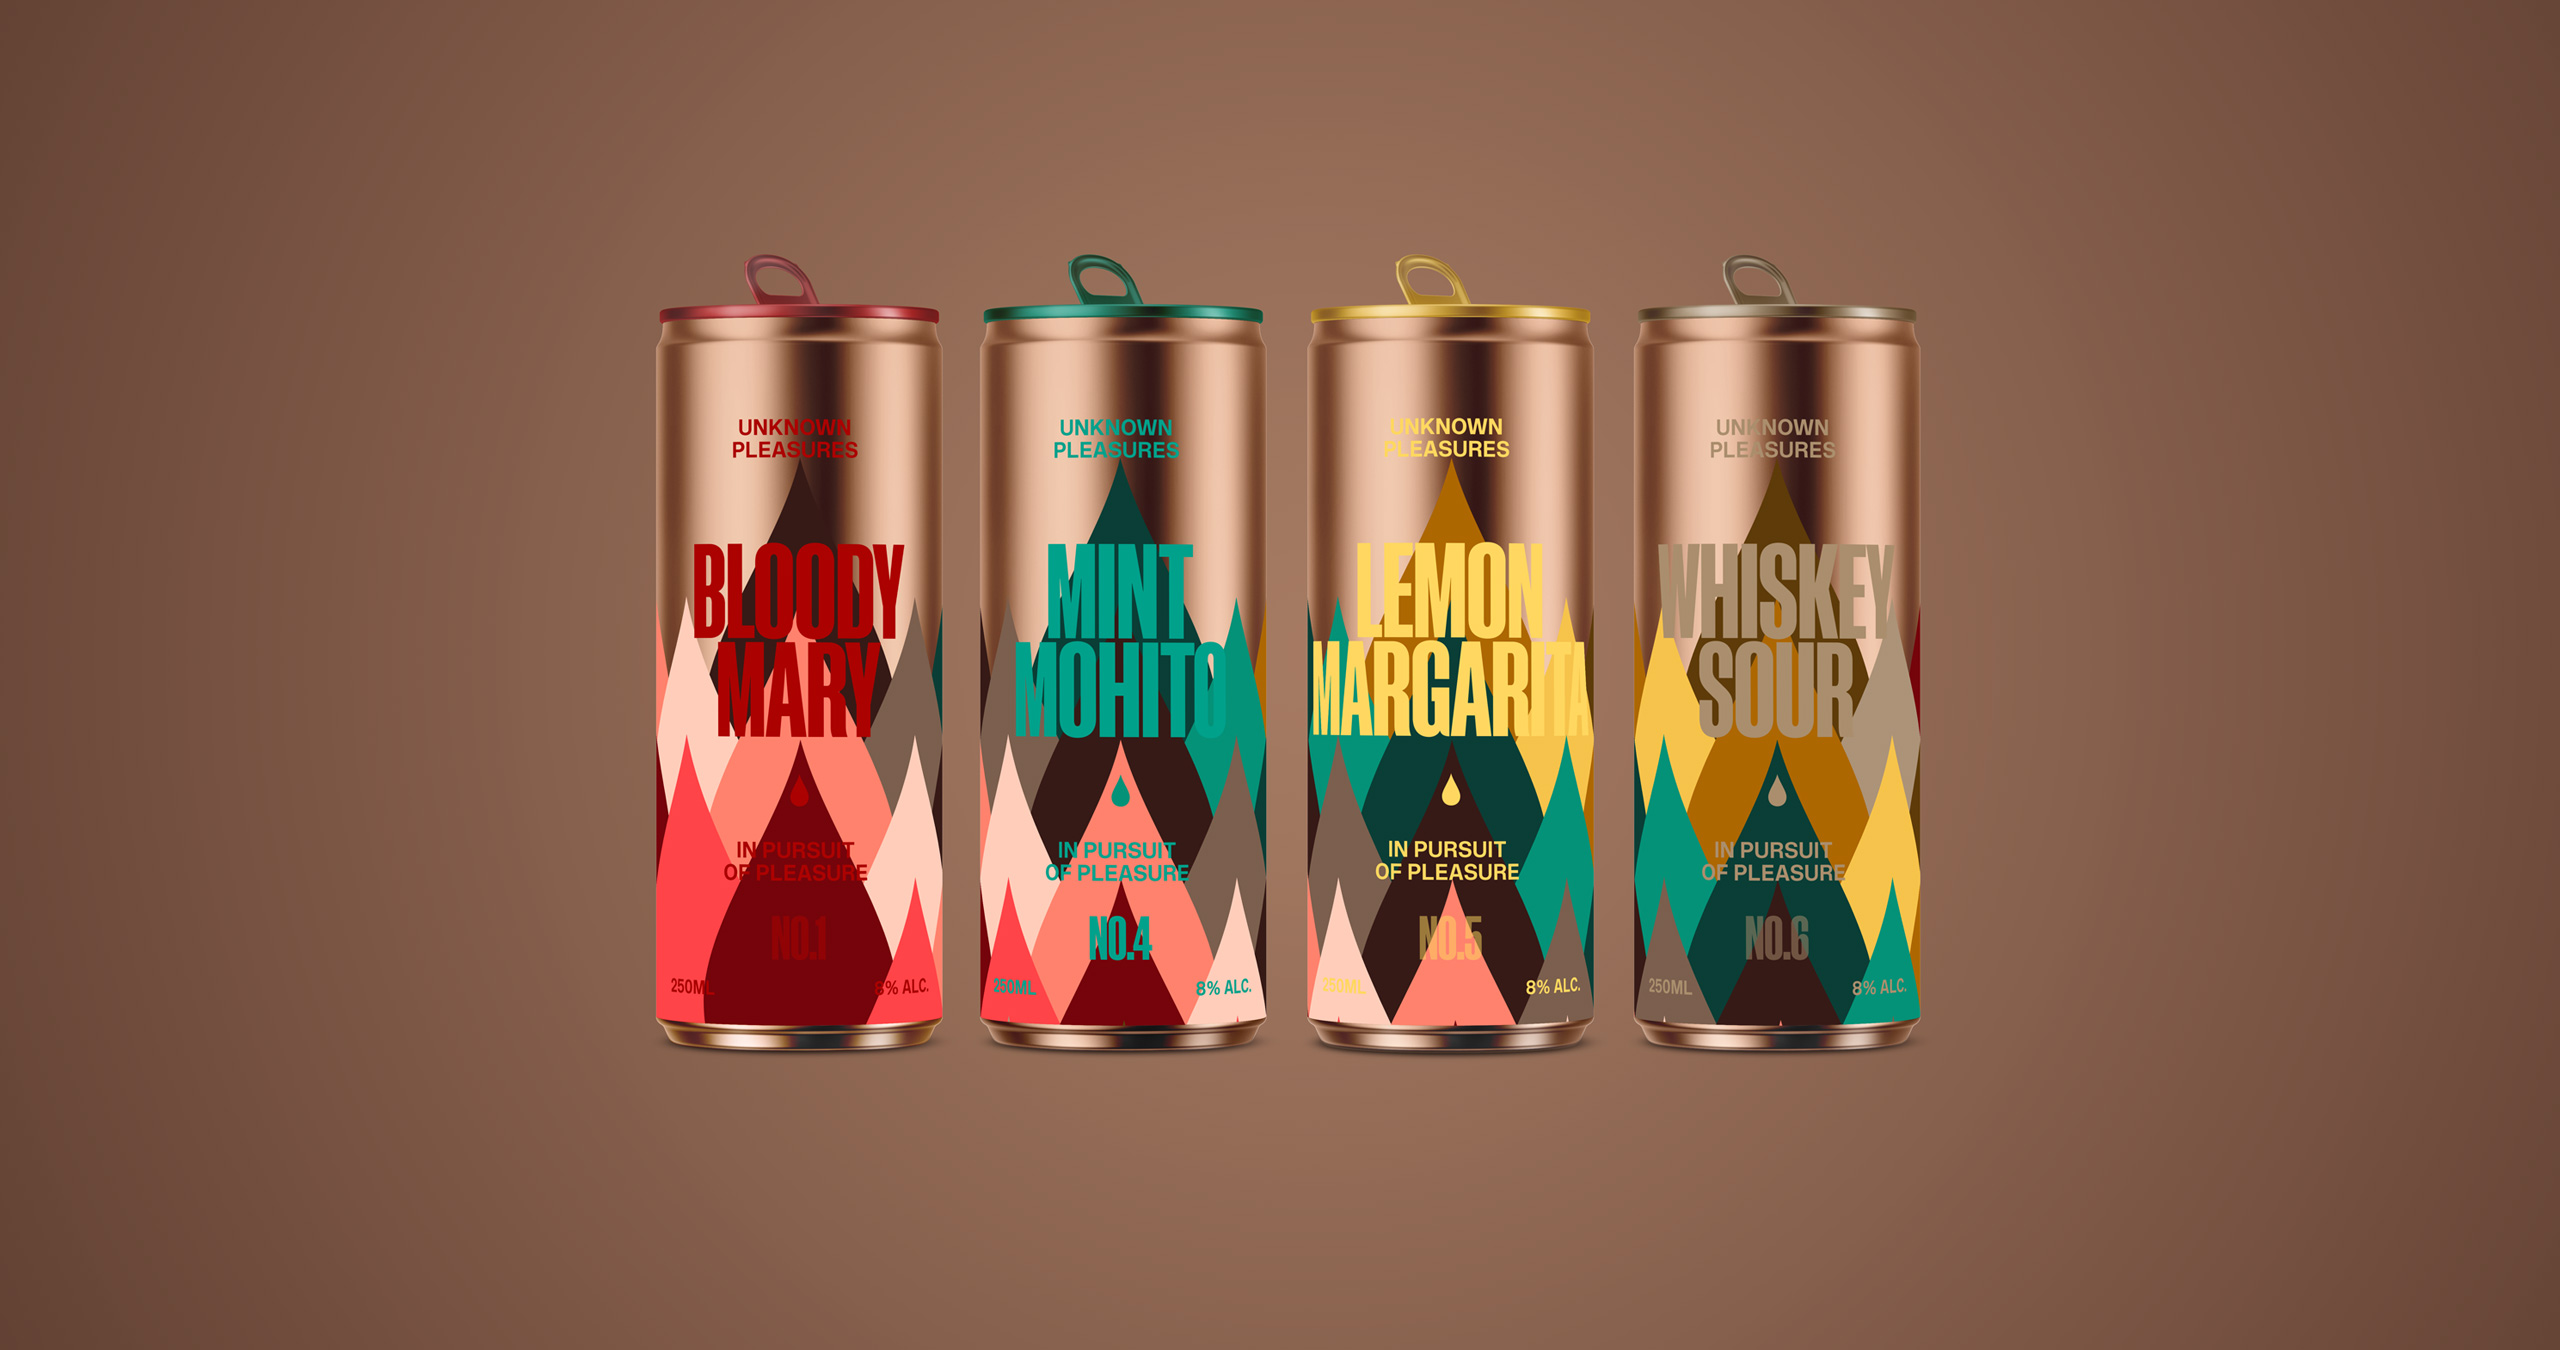 UNKNOWN
PLEASURES
BLOODY
MARY
IN PURSUIT
OF PLEASURE
NO.1
250ML
8% ALC.
UNKNOWN
PLEASURES
MINT
MOHITO
IN PURSUIT
OF PLEASURE
NO.4
250ML
8% ALC.
UNKNOWN
PLEASURES
LEMON
MARGARITA
IN PURSUIT
OF PLEASURE
NO.5
250ML
8% ALC.
UNKNOWN
PLEASURES
WHISKEY
SOUR
IN PURSUIT
OF PLEASURE
NO.6
250ML
8% ALC.